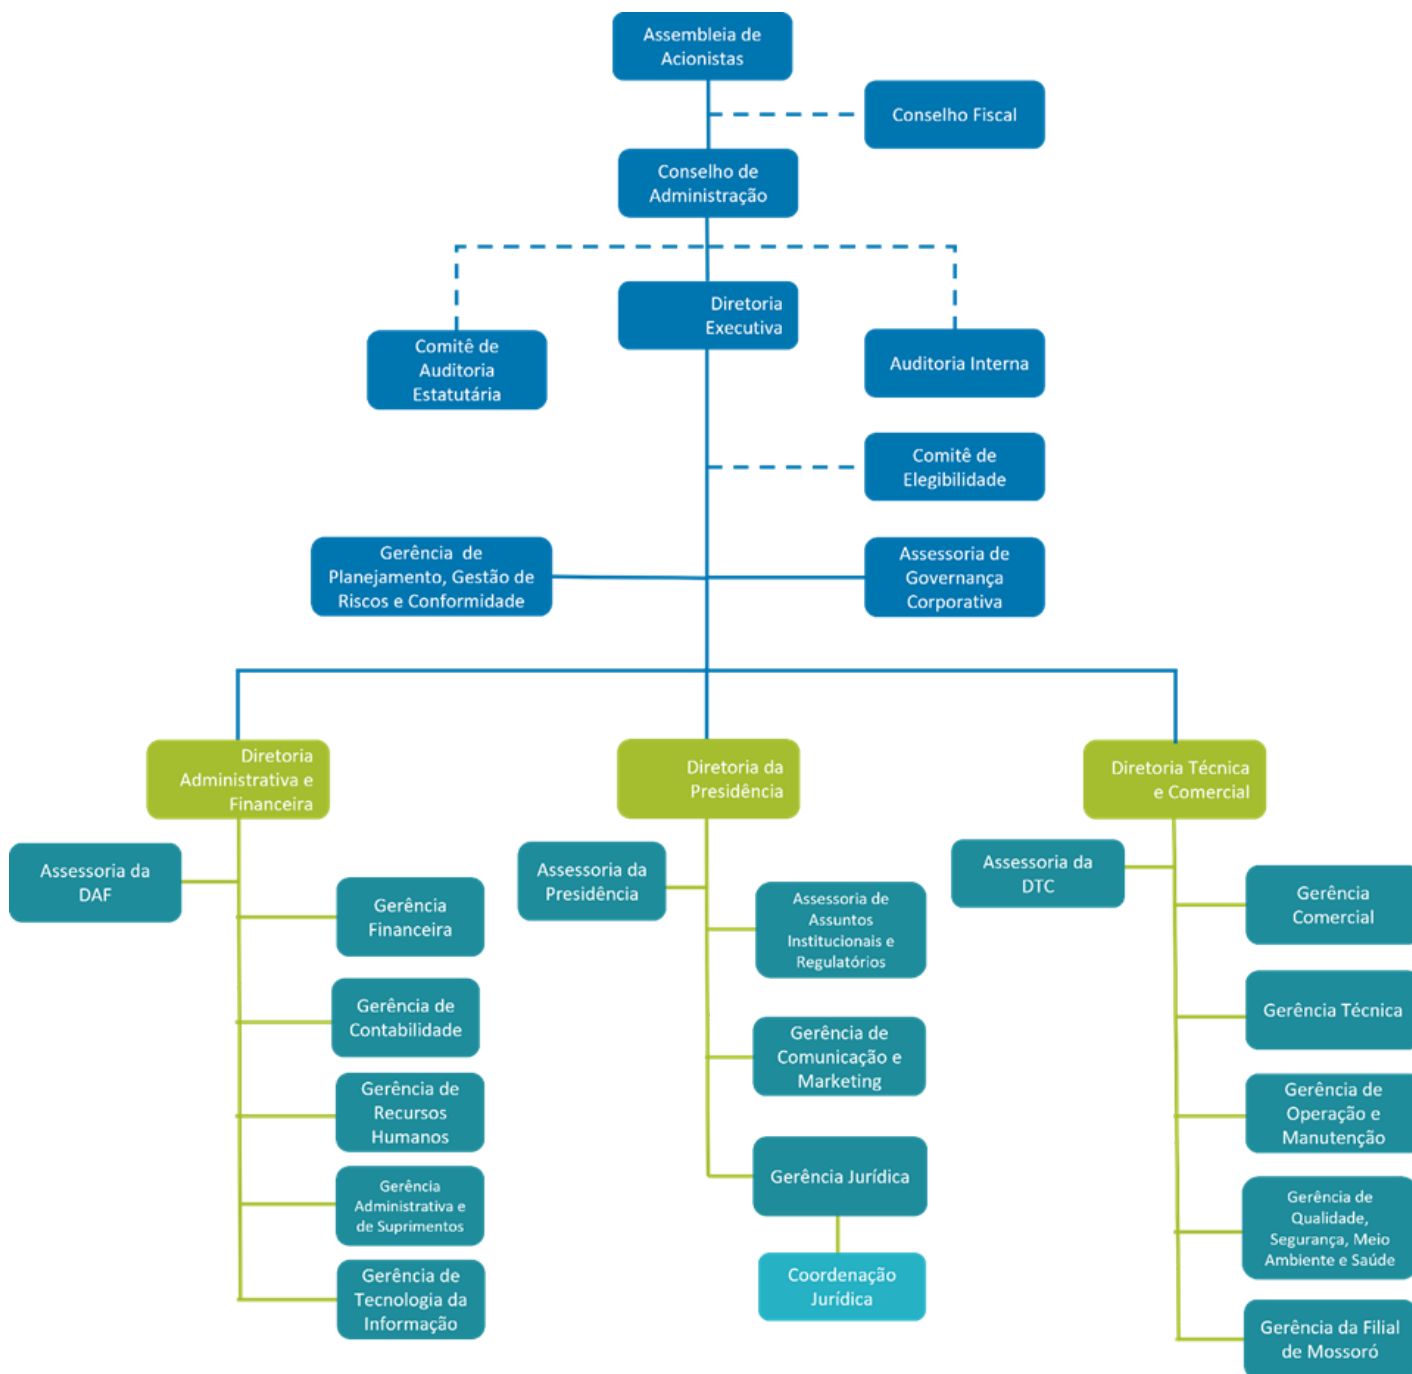 Assembleia de
Acionistas
Conselho Fiscal
Conselho de
Administração
Diretoria
Executiva
Comitê de
Auditoria
Estatutária
Auditoria Interna
Comitê de
Elegibilidade
Gerência de
Planejamento, Gestão de
Riscos e Conformidade
Assessoria de
Governança
Corporativa
Diretoria
Administrativa e
Financeira
Diretoria da
Presidência
Diretoria Técnica
e Comercial
Assessoria da
DAF
Gerência
Financeira
Gerência de
Contabilidade
Gerência de
Recursos
Humanos
Gerência
Administrativa e
de Suprimentos
Gerência de
Tecnologia da
Informação
Assessoria da
Presidência
Assessoria de
Assuntos
Institucionais e
Regulatórios
Gerência de
Comunicação e
Marketing
Gerência Jurídica
Coordenação
Jurídica
Assessoria da
DTC
Gerência
Comercial
Gerência Técnica
Gerência de
Operação e
Manutenção
Gerência de
Qualidade,
Segurança, Meio
Ambiente e Saúde
Gerência da Filial
de Mossoró